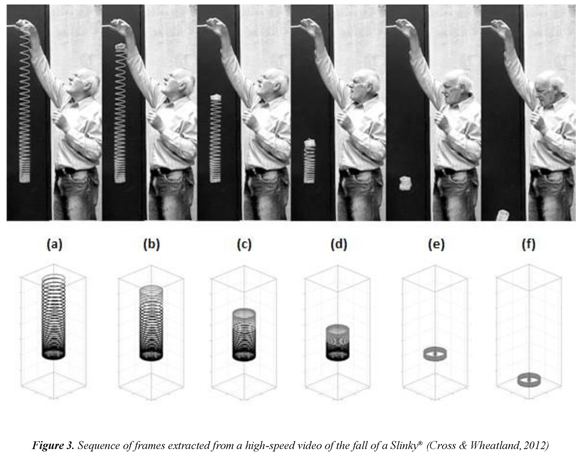 (a) (b) (c) (d) (e) (f)
Figure 3. Sequence of frames extracted from a high-speed video of the fall of a Slinky® (Cross & Wheatland, 2012)